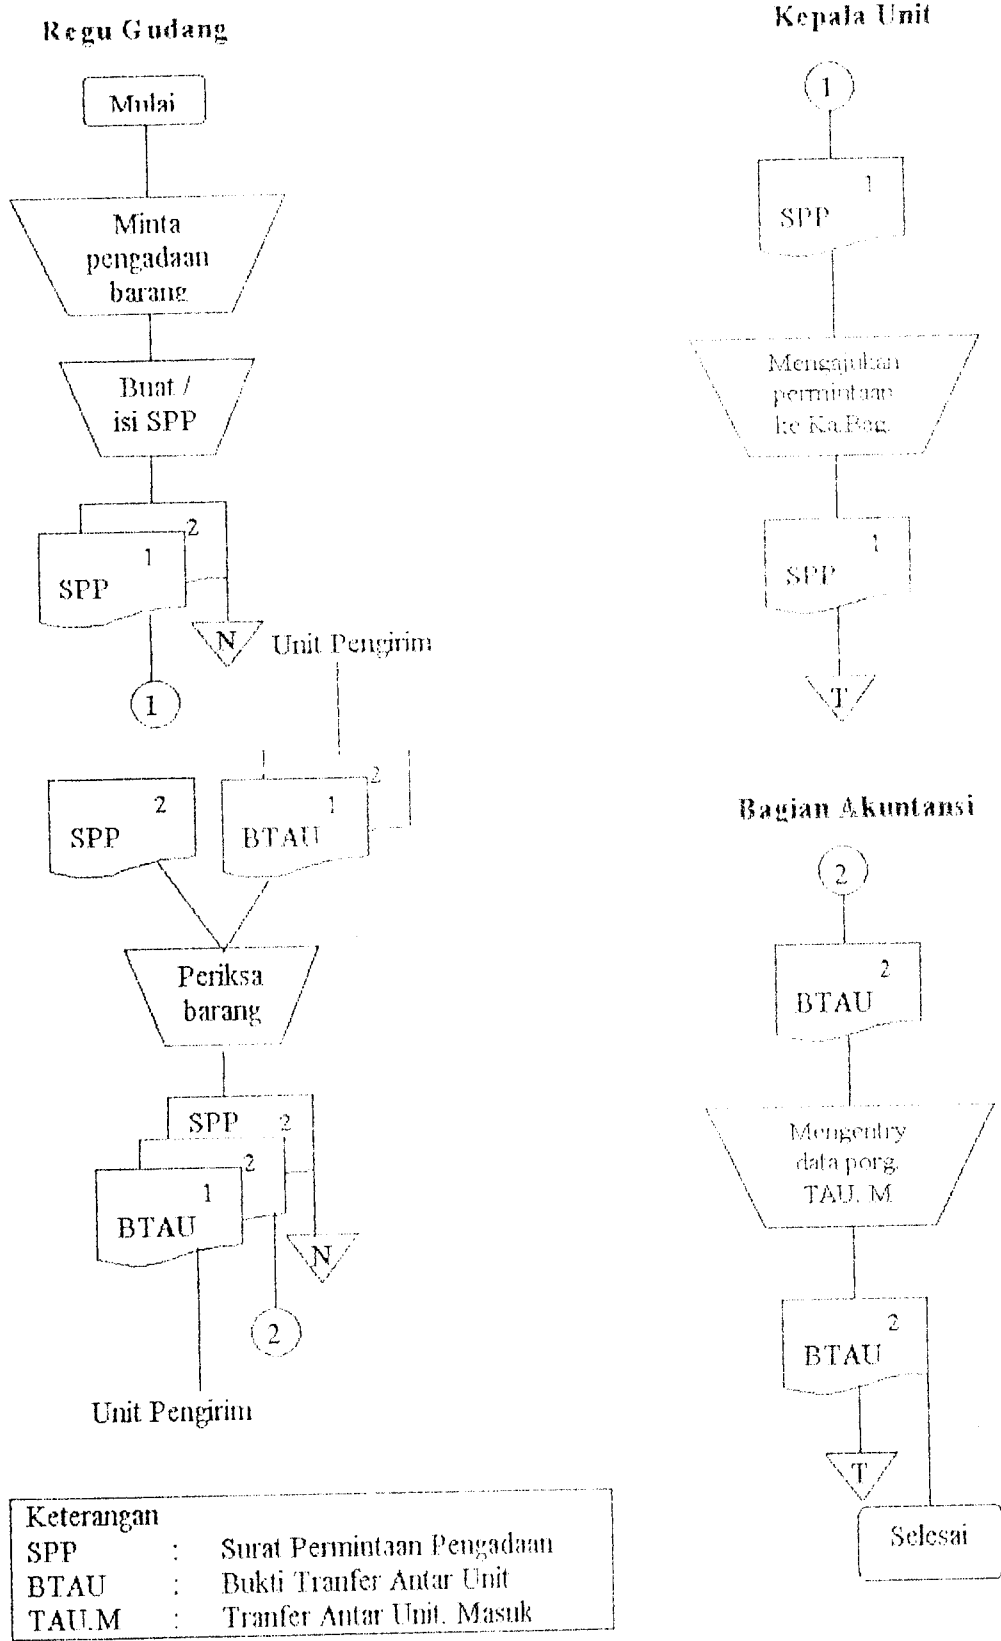 Regu Gudang
Mulai
Minta
pengadaan
barang
Buat /
isi SPP
2
1
SPP
N
Unit Pengirim
1
2
SPP
2
1
BTAU
Periksa
barang
SPP
2
2
1
BTAU
N
2
Unit Pengirim
Kepala Unit
1
1
SPP
Mengajukan
permintaan
ke Ka.Bag.
1
SPP
T
Bagian Akuntansi
2
2
BTAU
Mengentry
data porg.
TAU. M
2
BTAU
T
Selesai
Keterangan
SPP : Surat Permintaan Pengadaan
BTAU : Bukti Tranfer Antar Unit
TAU.M : Tranfer Antar Unit. Masuk